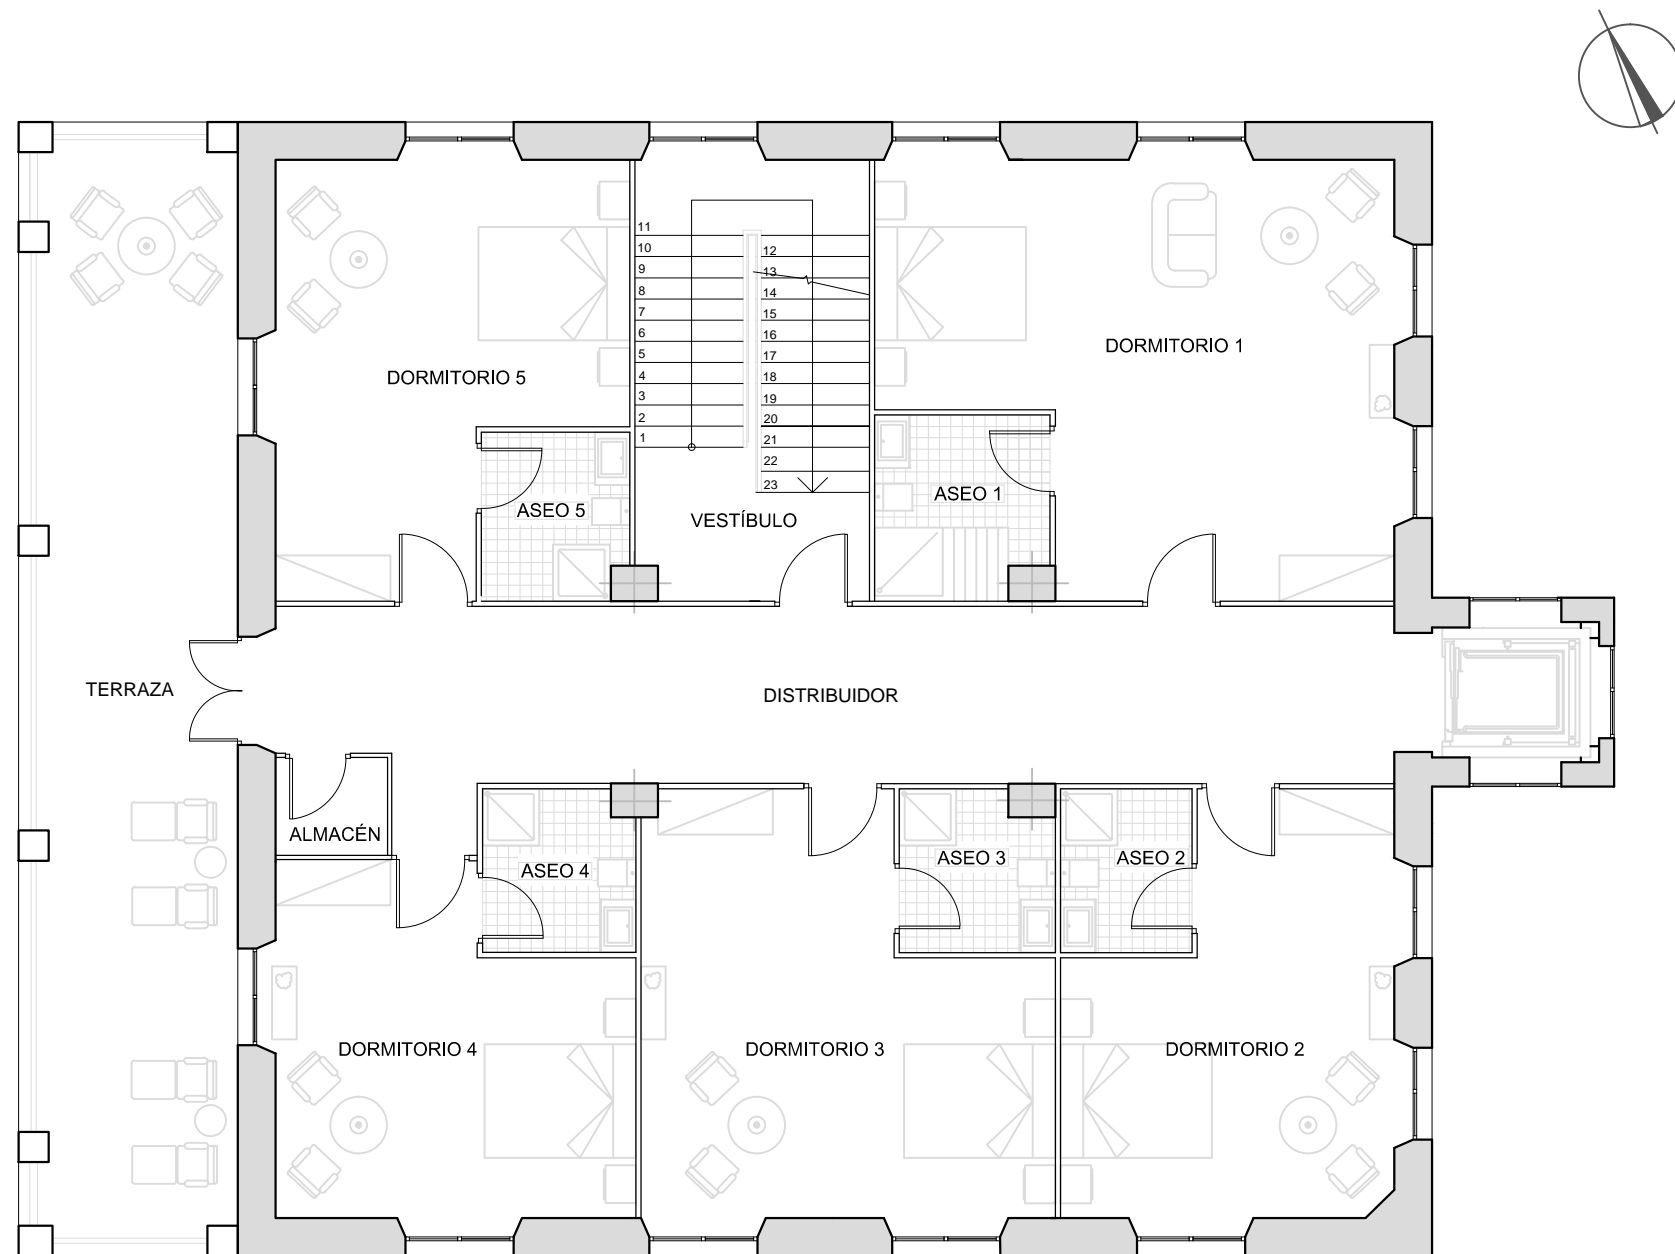 11
10
9
8
7
6
5
4
3
2
1
12
13
14
15
16
17
18
19
20
21
22
23
DORMITORIO 5
DORMITORIO 1
ASEO 5
VESTÍBULO
ASEO 1
TERRAZA
DISTRIBUIDOR
ALMACÉN
ASEO 4
ASEO 3
ASEO 2
DORMITORIO 4
DORMITORIO 3
DORMITORIO 2